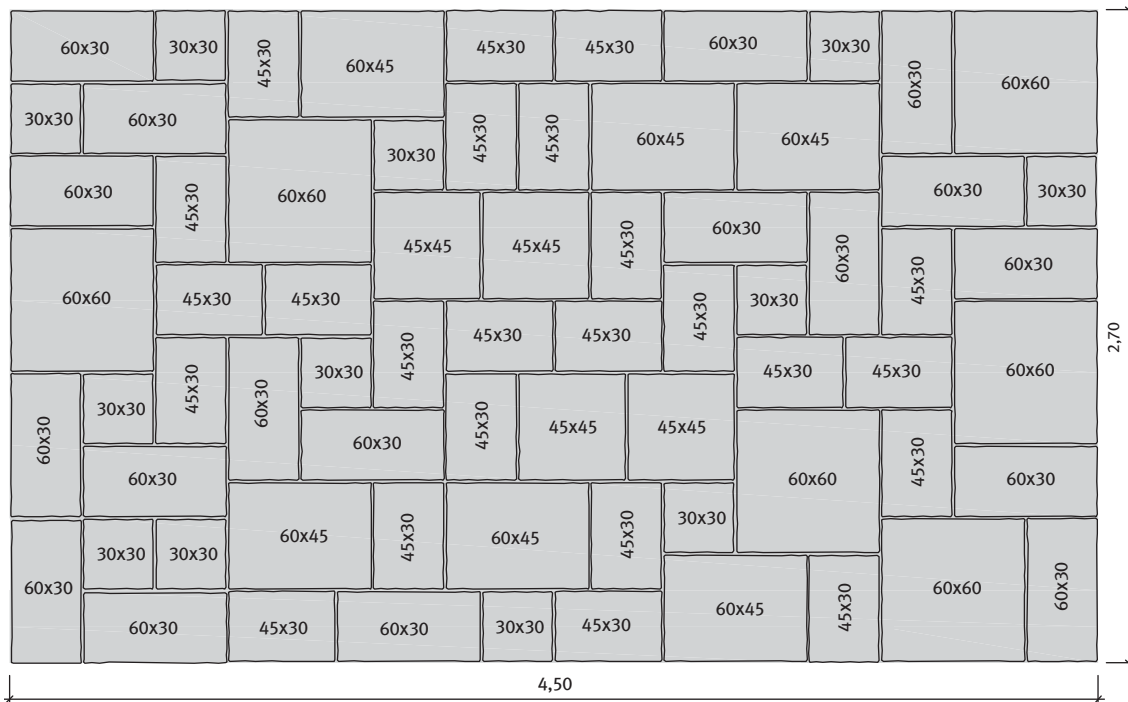 60x30 30x30 45x30 60x45 45x30 45x30 60x30 30x30 60x30 60x60
30x30 60x30 60x60 30x30 45x30 45x30 60x45 60x45
60x30 45x30 45x45 45x45 45x30 60x30 60x30 60x30 30x30
60x60 45x30 45x30 45x30 30x30 45x30 60x30
45x30 45x30 45x30 60x60 2,70
45x30 60x30 30x30 45x30 45x30 45x30
60x30 30x30 60x30 45x30 45x45 45x45 60x60 45x30 60x30
60x30
60x30 30x30 30x30 60x45 45x30 60x45 45x30 30x30 60x60 60x30
60x30 45x30 60x30 30x30 45x30 60x45 45x30
4,50